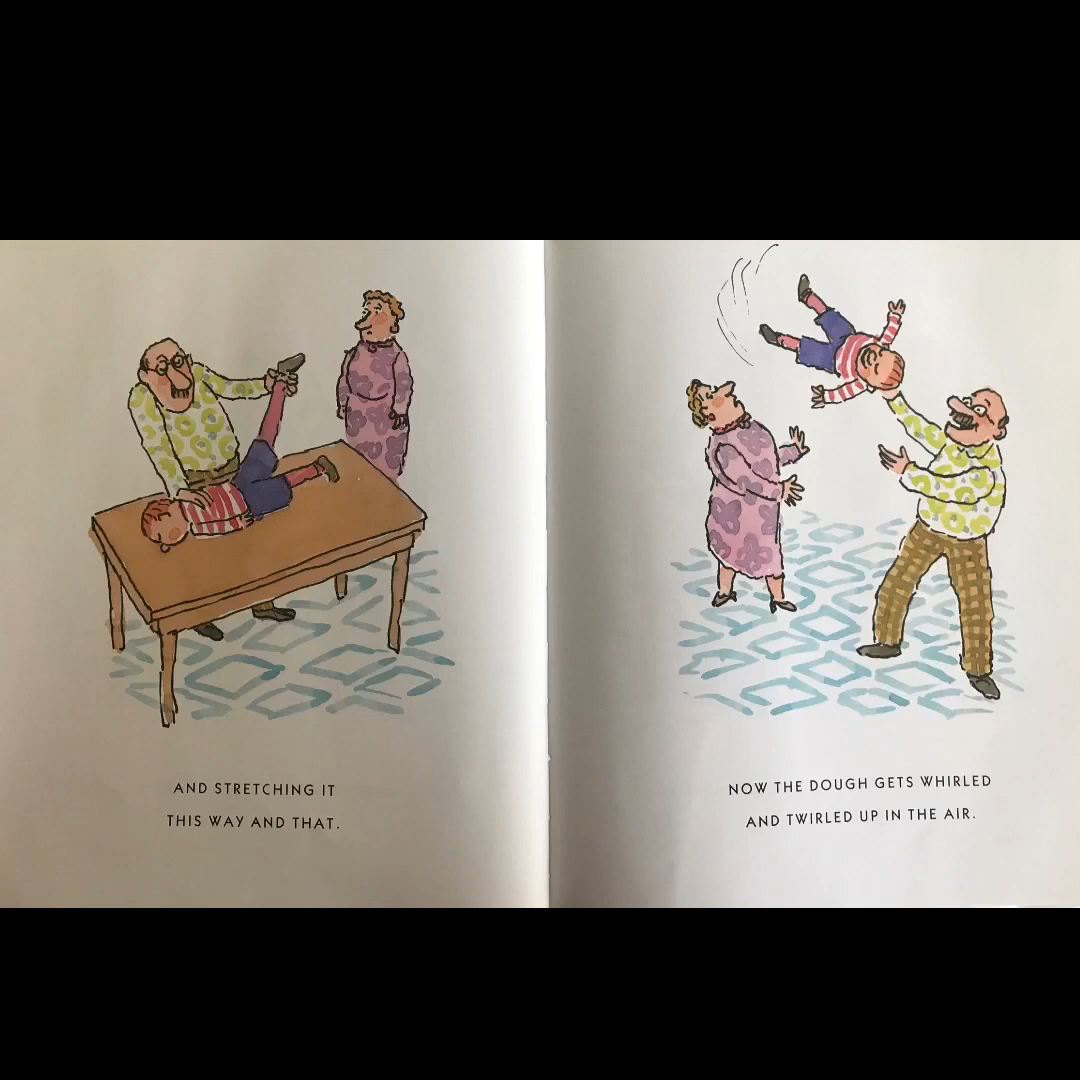 AND STRETCHING IT
THIS WAY AND THAT.
NOW THE DOUGH GETS WHIRLED
AND TWIRLED UP IN THE AIR.